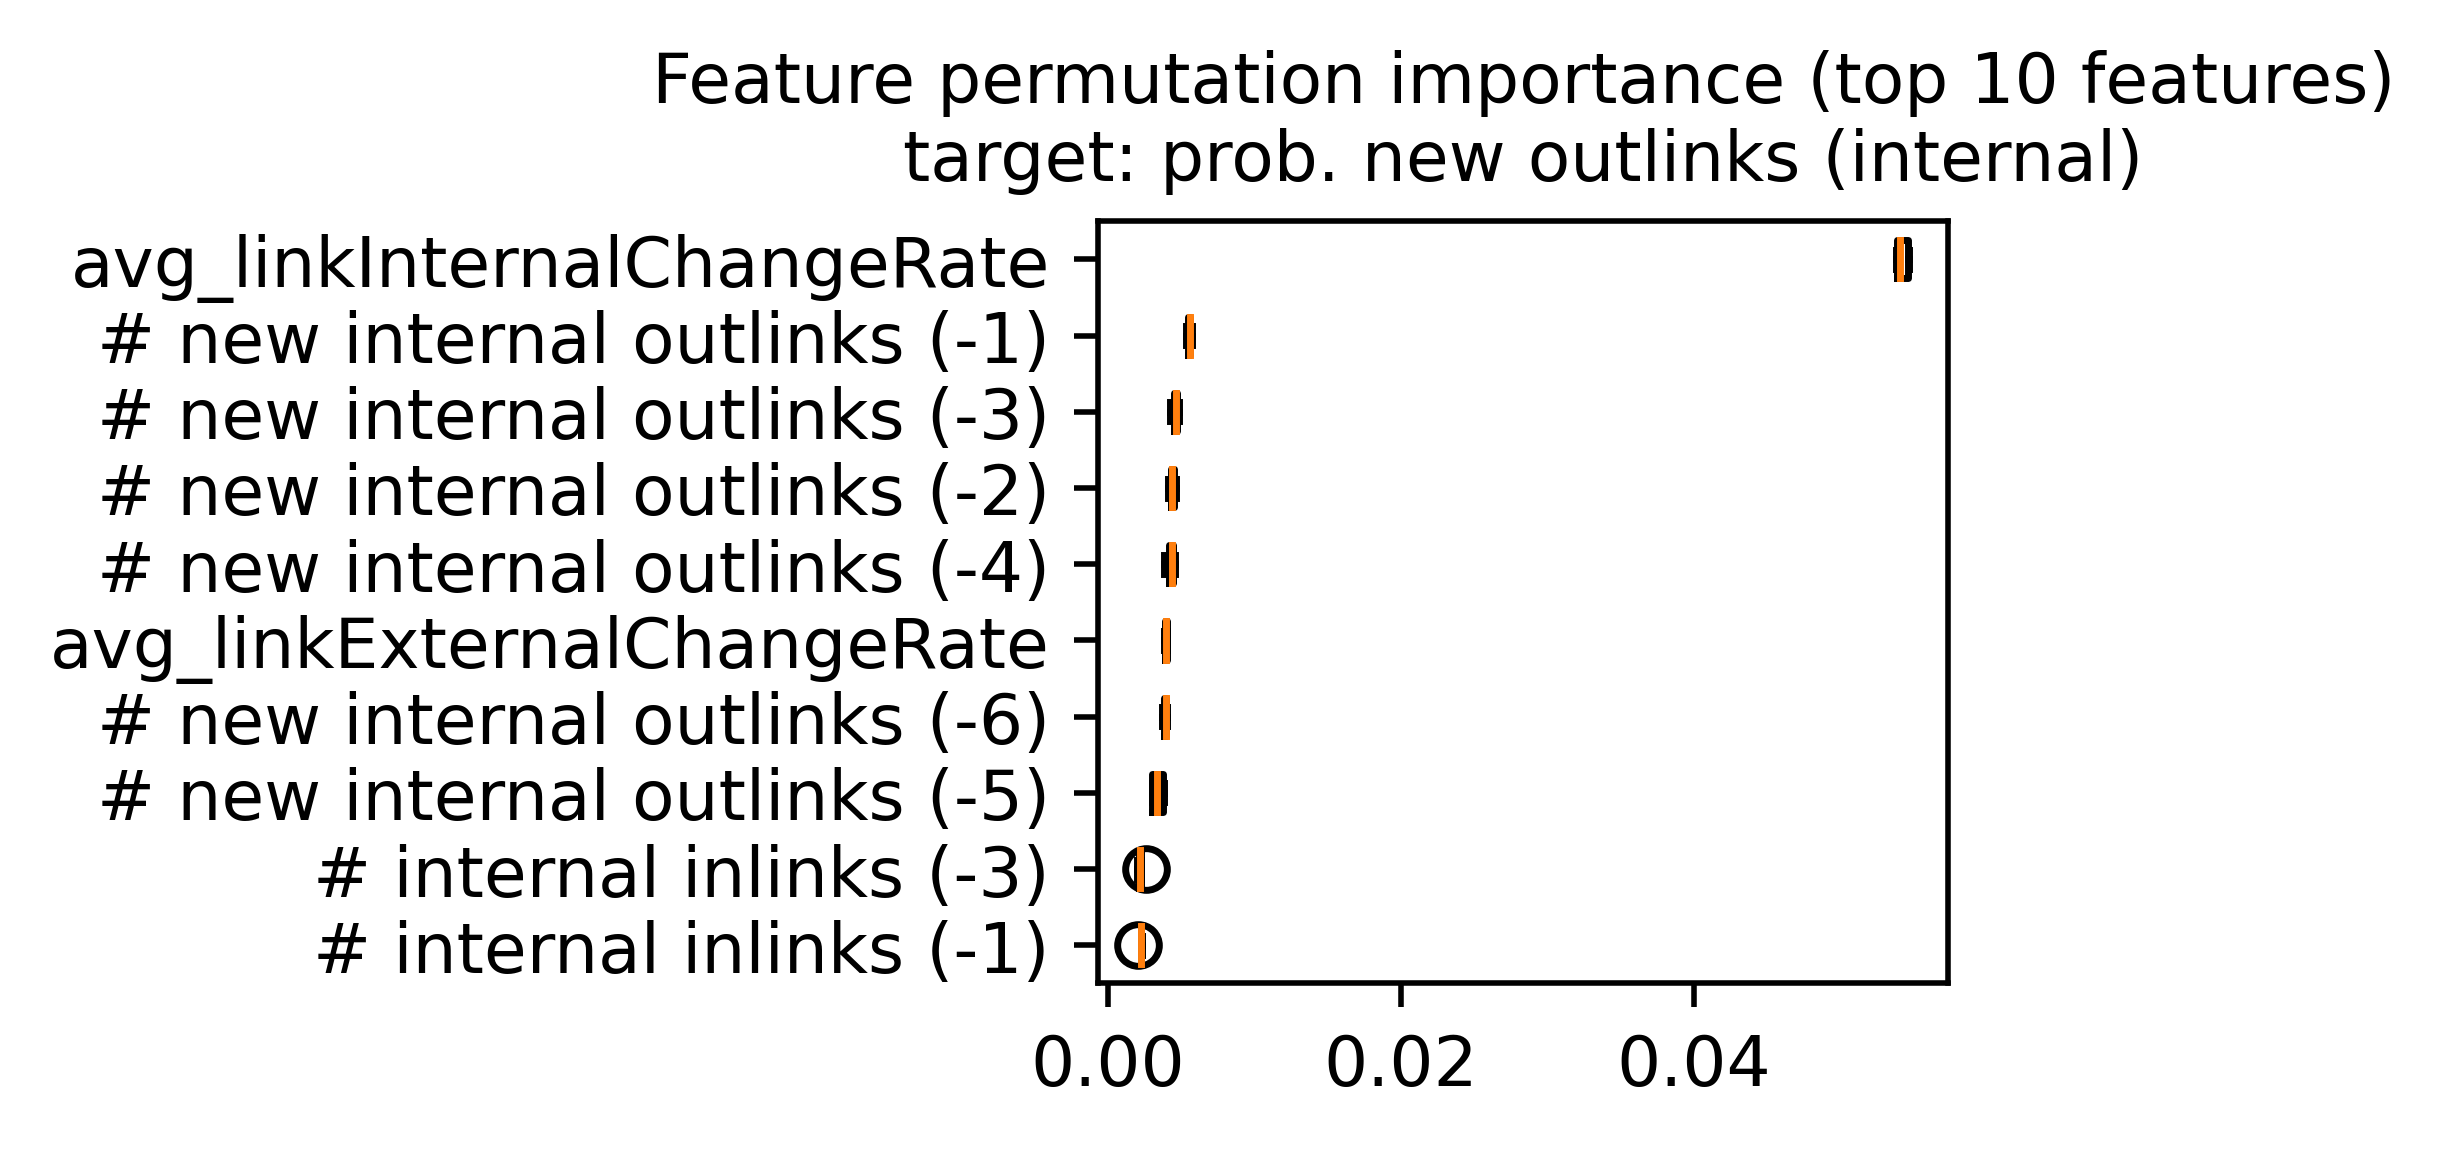 Feature permutation importance (top 10 features)
target: prob. new outlinks (internal)
avg_linkInternalChangeRate
# new internal outlinks (-1)
# new internal outlinks (-3)
# new internal outlinks (-2)
# new internal outlinks (-4)
avg_linkExternalChangeRate
# new internal outlinks (-6)
# new internal outlinks (-5)
# internal inlinks (-3)
# internal inlinks (-1)
0.00 0.02 0.04